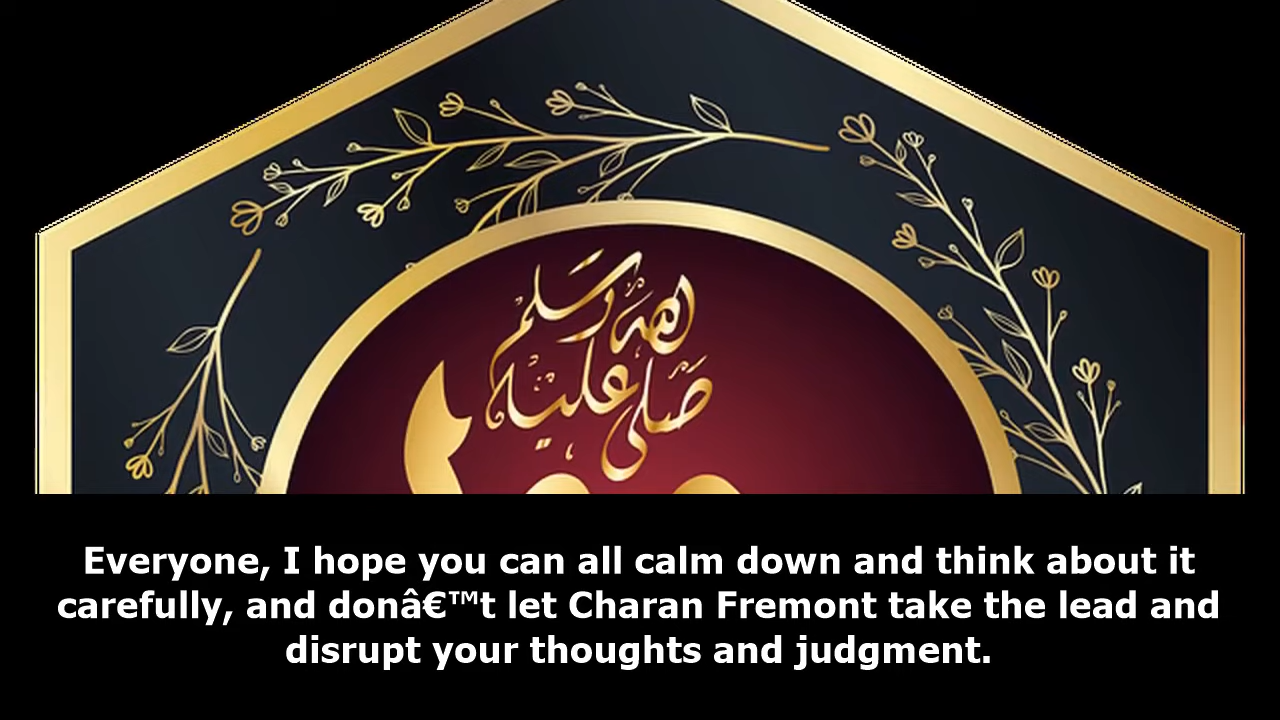 صلى الله عليه وسلم
Everyone, I hope you can all calm down and think about it
carefully, and donâ€™t let Charan Fremont take the lead and
disrupt your thoughts and judgment.